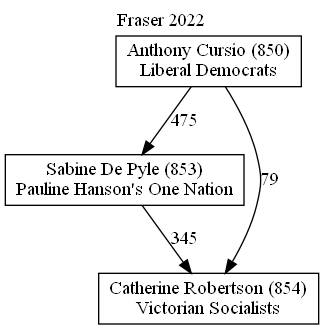 Fraser 2022
Anthony Cursio (850)
Liberal Democrats
475
79
Sabine De Pyle (853)
Pauline Hanson's One Nation
345
Catherine Robertson (854)
Victorian Socialists